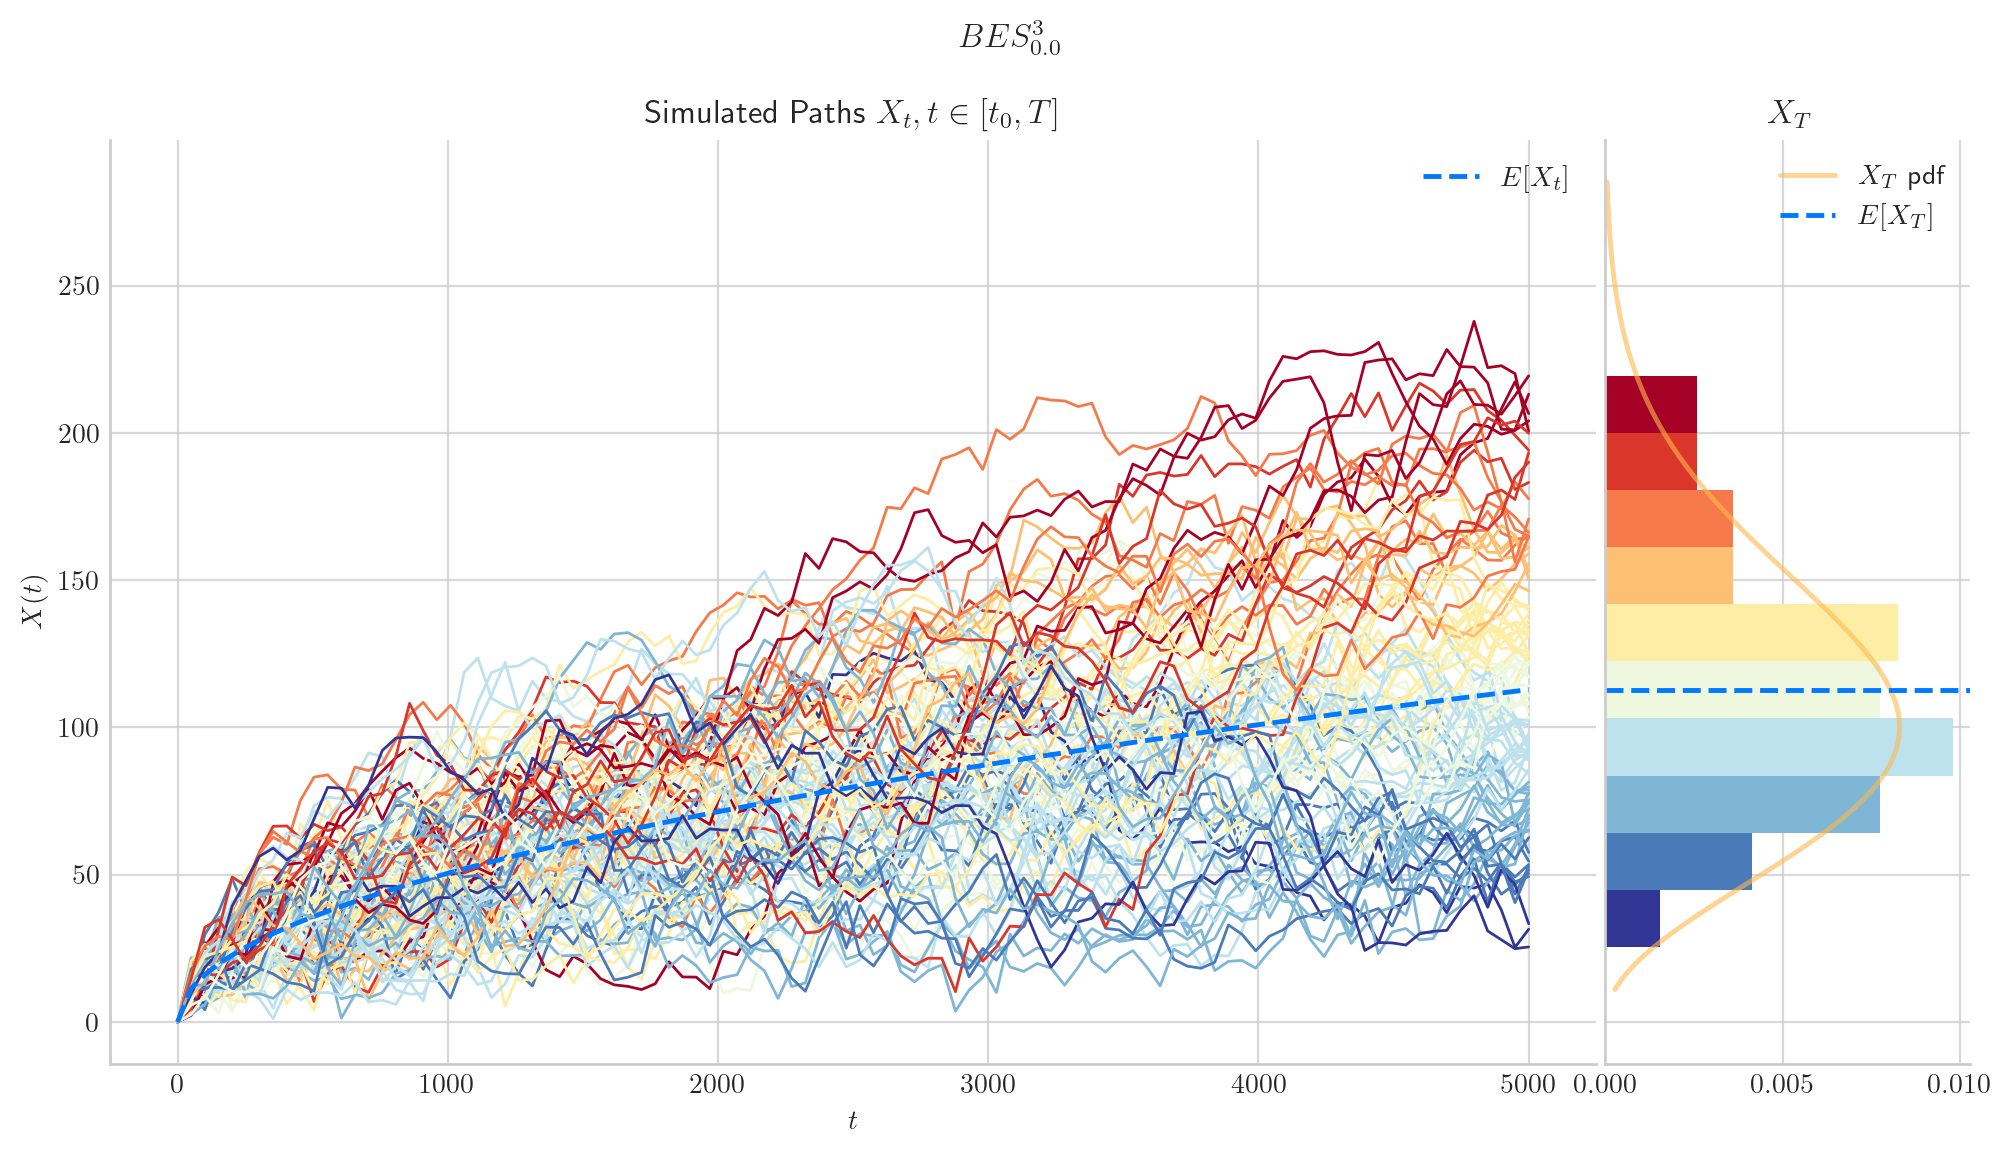 $BES^{3}_{0.0}$
Simulated Paths $X_t, t \in [t_0, T]$
$X_T$
$E[X_t]$
$X_T$ pdf
$E[X_T]$
250
200
150
100
50
0
$X(t)$
0 1000 2000 3000 4000 5000 0.000 0.005 0.010
$t$